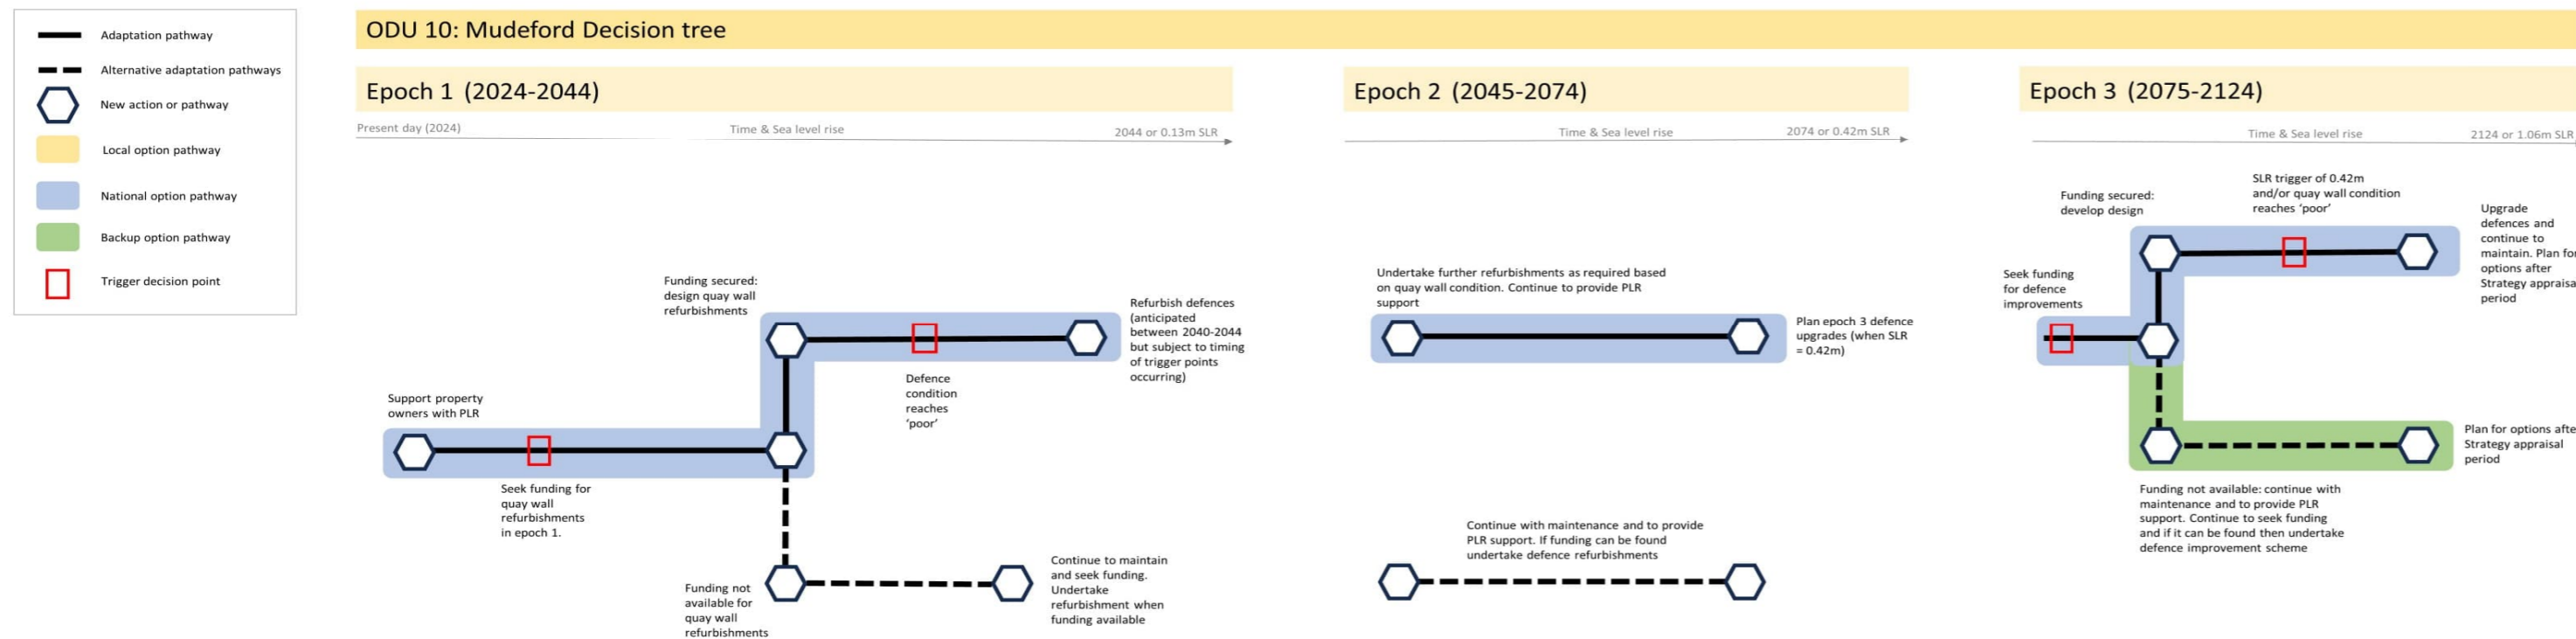 Adaptation pathway
Alternative adaptation pathways
New action or pathway
Local option pathway
National option pathway
Backup option pathway
Trigger decision point
ODU 10: Mudeford Decision tree
Epoch 1 (2024-2044)
Present day (2024)
Time & Sea level rise
2044 or 0.13m SLR
Support property
owners with PLR
Seek funding for
quay wall
refurbishments
in epoch 1.
Funding secured:
design quay wall
refurbishments
Defence
condition
reaches
‘poor’
Refurbish defences
(anticipated
between 2040-2044
but subject to timing
of trigger points
occurring)
Funding not
available for
quay wall
refurbishments
Continue to maintain
and seek funding.
Undertake
refurbishment when
funding available
Epoch 2 (2045-2074)
Time & Sea level rise
2074 or 0.42m SLR
Undertake further refurbishments as required based
on quay wall condition. Continue to provide PLR
support
Plan epoch 3 defence
upgrades (when SLR
= 0.42m)
Continue with maintenance and to provide
PLR support. If funding can be found
undertake defence refurbishments
Epoch 3 (2075-2124)
Time & Sea level rise
2124 or 1.06m SLR
Seek funding
for defence
improvements
Funding secured:
develop design
SLR trigger of 0.42m
and/or quay wall condition
reaches ‘poor’
Upgrade
defences and
continue to
maintain. Plan for
options after
Strategy appraisa
period
Plan for options afte
Strategy appraisal
period
Funding not available: continue with
maintenance and to provide PLR
support. Continue to seek funding
and if it can be found then undertake
defence improvement scheme